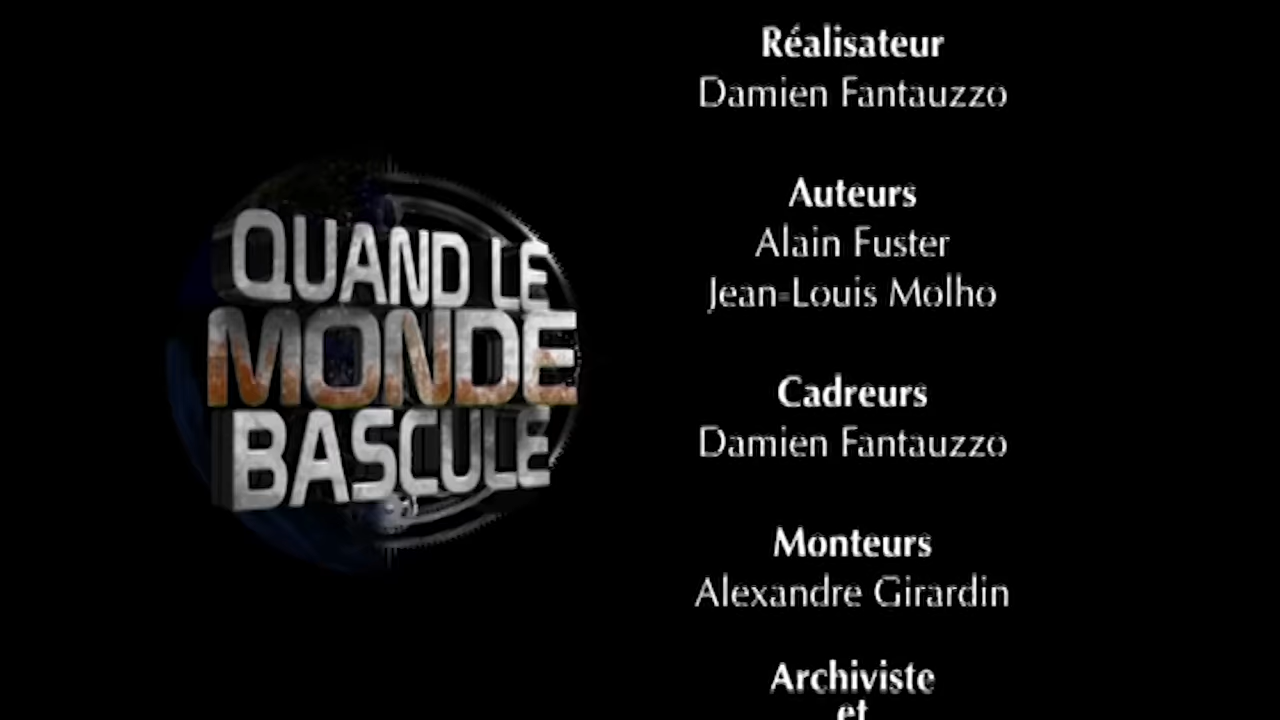 QUAND LE
MONDE
BASCULE
Réalisateur
Damien Fantauzzo
Auteurs
Alain Fuster
Jean-Louis Molho
Cadreurs
Damien Fantauzzo
Monteurs
Alexandre Girardin
Archiviste
et